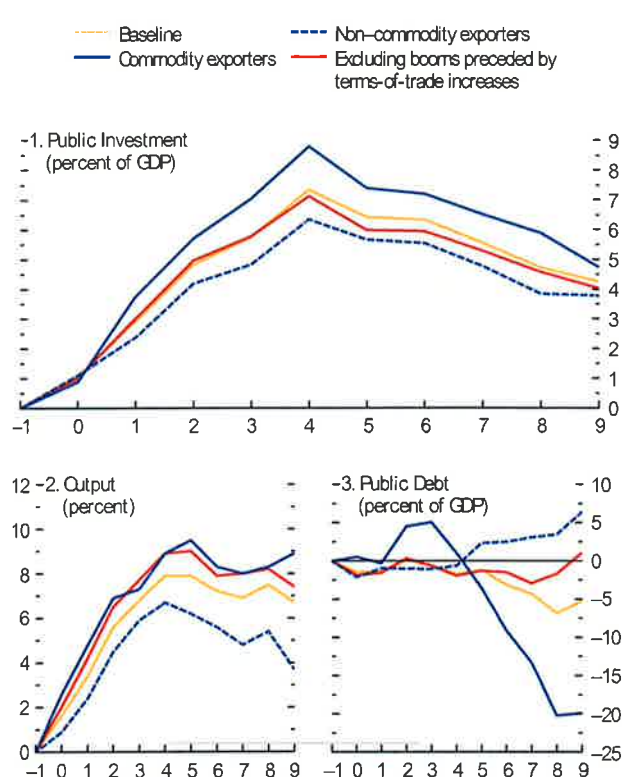 Baseline
Non–commodity exporters
Commodity exporters
Excluding booms preceded by
terms-of-trade increases
1. Public Investment
(percent of GDP)
9
8
7
6
5
4
3
2
1
0
–1 0 1 2 3 4 5 6 7 8 9
2. Output
(percent)
12
10
8
6
4
2
0
–1 0 1 2 3 4 5 6 7 8 9
3. Public Debt
(percent of GDP)
10
5
0
–5
–10
–15
–20
–25
–1 0 1 2 3 4 5 6 7 8 9